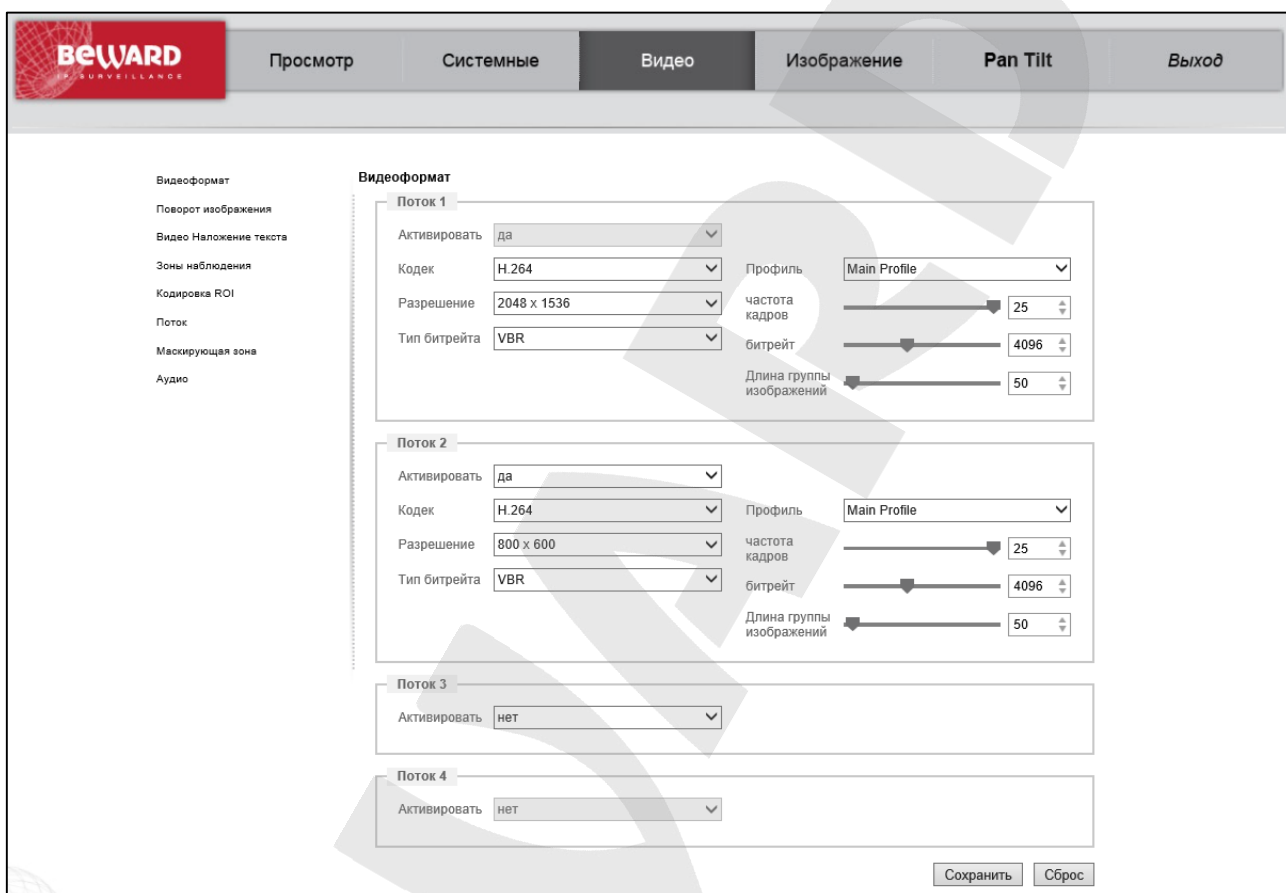 BEWARD
IP SURVEILLANCE
Просмотр
Системные
Видео
Изображение
Pan Tilt
Выход
Видеоформат
Поворот изображения
Видео Наложение текста
Зоны наблюдения
Кодировка ROI
Поток
Маскирующая зона
Аудио
Видеоформат
Поток 1
Активировать да
Кодек H.264
Профиль Main Profile
Разрешение 2048 x 1536
частота
кадров 25
Тип битрейта VBR
битрейт 4096
Длина группы
изображений 50
Поток 2
Активировать да
Кодек H.264
Профиль Main Profile
Разрешение 800 x 600
частота
кадров 25
Тип битрейта VBR
битрейт 4096
Длина группы
изображений 50
Поток 3
Активировать нет
Поток 4
Активировать нет
Сохранить
Сброс